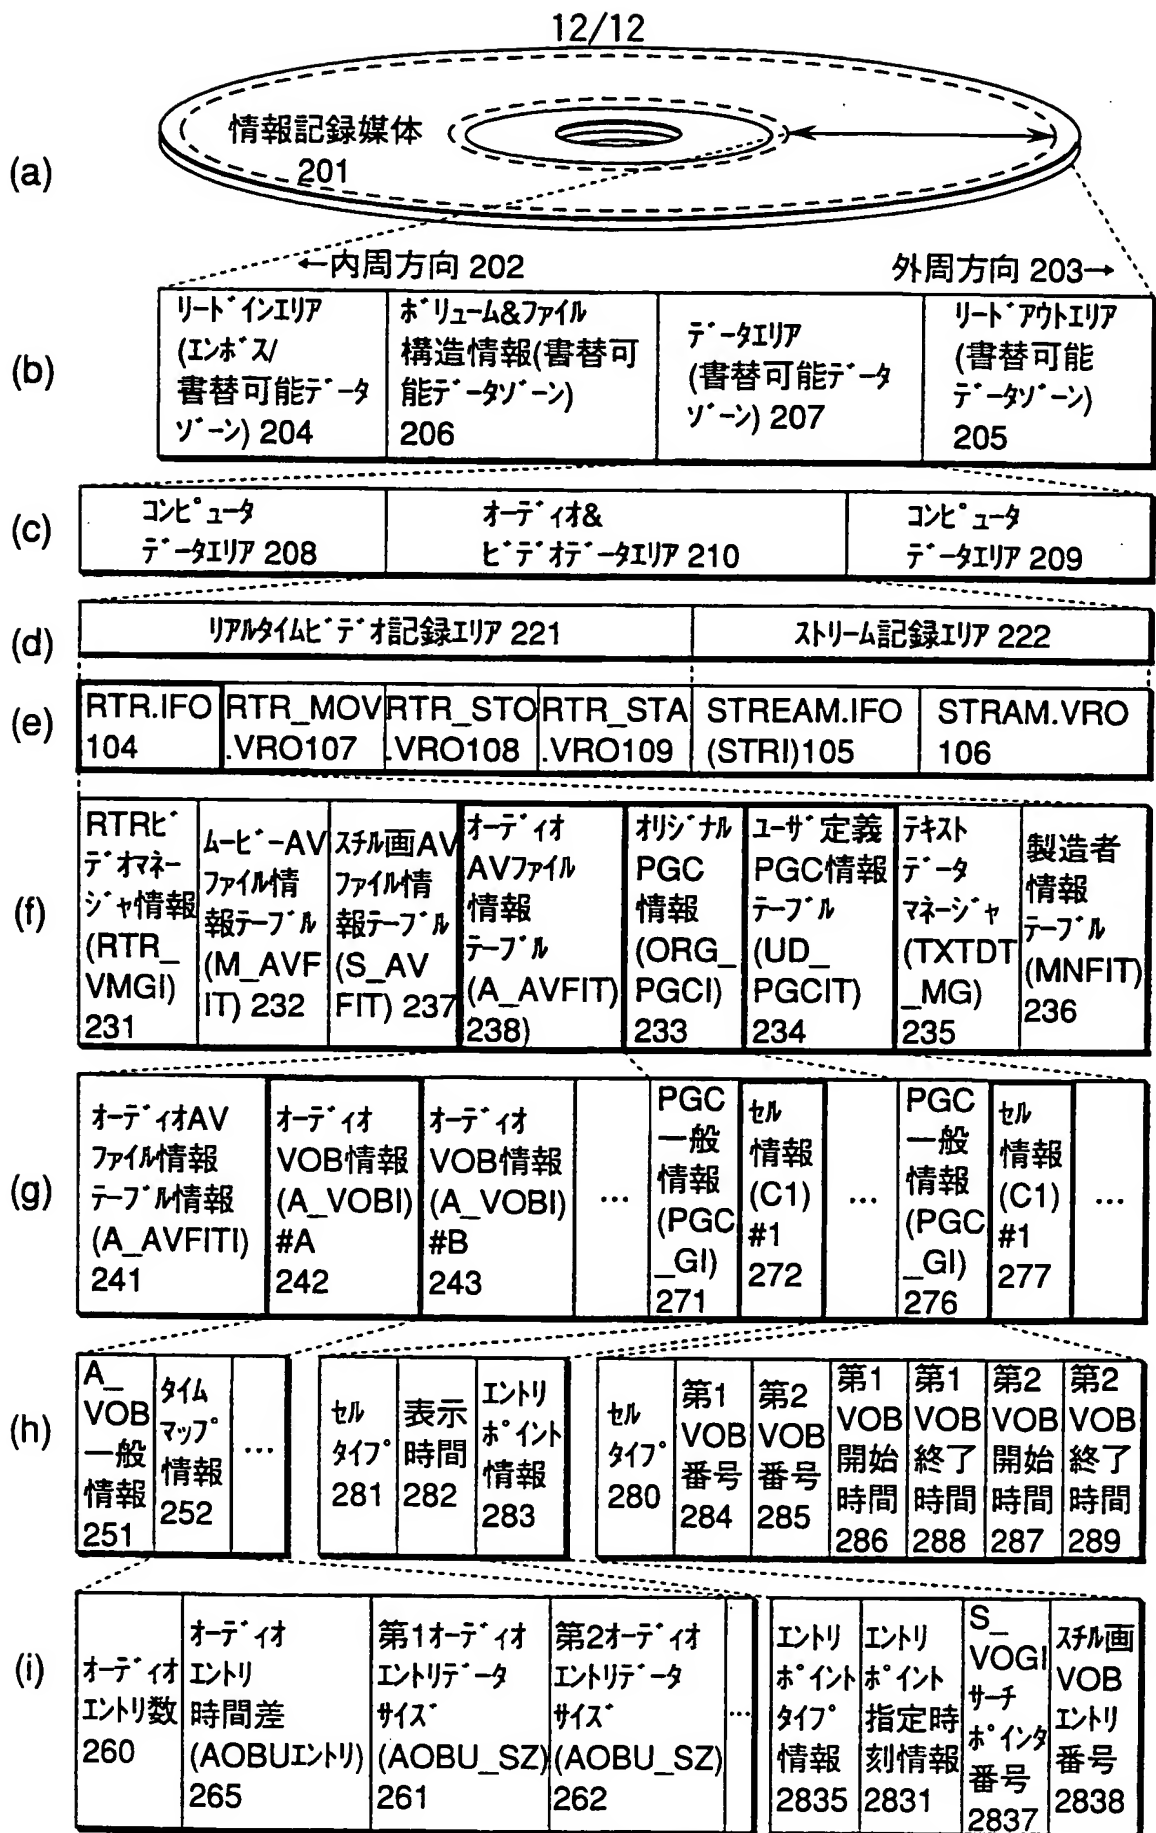 12/12
(a)
情報記録媒体
201
←内周方向 202
外周方向 203→
(b)
リードインエリア
(エンボス/
書替可能データ
ゾーン) 204
ボリューム&ファイル
構造情報(書替可
能データゾーン)
206
データエリア
(書替可能データ
ゾーン) 207
リードアウトエリア
(書替可能
データゾーン)
205
(c)
コンピュータ
データエリア 208
オーディオ&
ビデオデータエリア 210
コンピュータ
データエリア 209
(d)
リアルタイムビデオ記録エリア 221
ストリーム記録エリア 222
(e)
RTR.IFO
104
RTR_MOV
.VRO107
RTR_STO
.VRO108
RTR_STA
.VRO109
STREAM.IFO
(STRI)105
STRAM.VRO
106
(f)
RTRビ
デオマネー
ジャ情報
(RTR_
VMGI)
231
ムービーAV
ファイル情
報テーブル
(M_AVF
IT) 232
スチル画AV
ファイル情
報テーブル
(S_AV
FIT) 237
オーディオ
AVファイル
情報
テーブル
(A_AVFIT)
238)
オリジナル
PGC
情報
(ORG_
PGCI)
233
ユーザ定義
PGC情報
テーブル
(UD_
PGCIT)
234
テキスト
データ
マネージャ
(TXTDT
_MG)
235
製造者
情報
テーブル
(MNFIT)
236
(g)
オーディオAV
ファイル情報
テーブル情報
(A_AVFITI)
241
オーディオ
VOB情報
(A_VOBI)
#A
242
オーディオ
VOB情報
(A_VOBI)
#B
243
…
PGC
一般
情報
(PGC
_GI)
271
セル
情報
(C1)
#1
272
…
PGC
一般
情報
(PGC
_GI)
276
セル
情報
(C1)
#1
277
…
(h)
A_
VOB
一般
情報
251
タイム
マップ
情報
252
…
セル
タイプ
281
表示
時間
282
エントリ
ポイント
情報
283
セル
タイプ
280
第1
VOB
番号
284
第2
VOB
番号
285
第1
VOB
開始
時間
286
第1
VOB
終了
時間
288
第2
VOB
開始
時間
287
第2
VOB
終了
時間
289
(i)
オーディオ
エントリ数
260
オーディオ
エントリ
時間差
(AOBUエントリ)
265
第1オーディオ
エントリデータ
サイズ
(AOBU_SZ)
261
第2オーディオ
エントリデータ
サイズ
(AOBU_SZ)
262
…
エントリ
ポイント
タイプ
情報
2835
エントリ
ポイント
指定時
刻情報
2831
S_
VOGI
サーチ
ポインタ
番号
2837
スチル画
VOB
エントリ
番号
2838